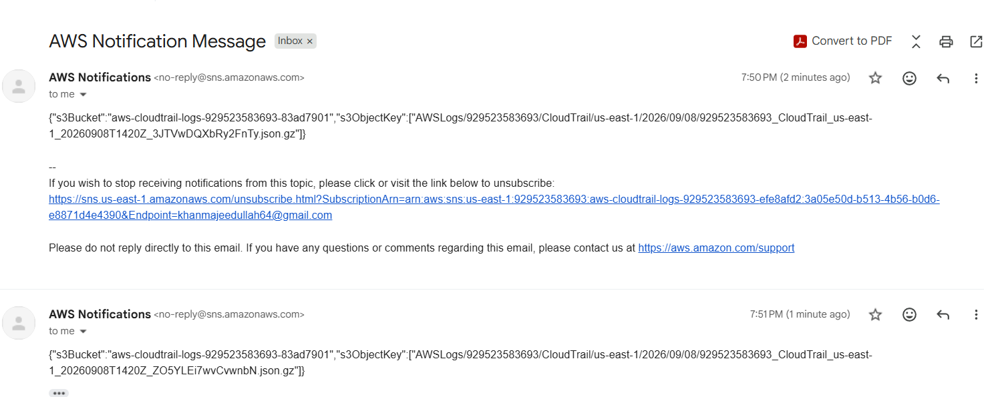 AWS Notification Message Inbox × Convert to PDF
AWS Notifications <no-reply@sns.amazonaws.com> 7:50 PM (2 minutes ago)
to me
{"s3Bucket":"aws-cloudtrail-logs-929523583693-83ad7901","s3ObjectKey":["AWSLogs/929523583693/CloudTrail/us-east-1/2026/09/08/929523583693_CloudTrail_us-east-
1_20260908T1420Z_3JTVwDQXbRy2FnTy.json.gz"]}
--
If you wish to stop receiving notifications from this topic, please click or visit the link below to unsubscribe:
https://sns.us-east-1.amazonaws.com/unsubscribe.html?SubscriptionArn=arn:aws:sns:us-east-1:929523583693:aws-cloudtrail-logs-929523583693-efe8afd2:3a05e50d-b513-4b56-b0d6-
e8871d4e4390&Endpoint=khanmajeedullah64@gmail.com
Please do not reply directly to this email. If you have any questions or comments regarding this email, please contact us at https://aws.amazon.com/support
AWS Notifications <no-reply@sns.amazonaws.com> 7:51 PM (1 minute ago)
to me
{"s3Bucket":"aws-cloudtrail-logs-929523583693-83ad7901","s3ObjectKey":["AWSLogs/929523583693/CloudTrail/us-east-1/2026/09/08/929523583693_CloudTrail_us-east-
1_20260908T1420Z_ZO5YLEi7wvCvwnbN.json.gz"]}